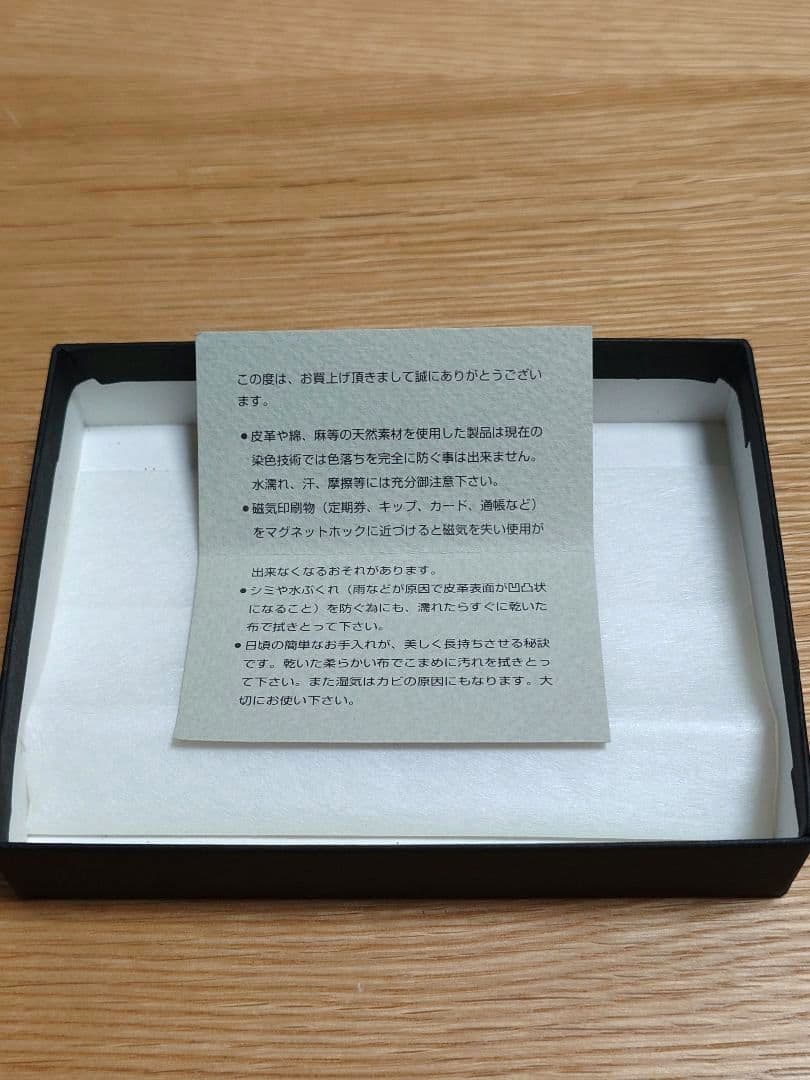 この度は、お買上げ頂きまして誠にありがとうござい
ます。
●皮革や綿、麻等の天然素材を使用した製品は現在の
染色技術では色落ちを完全に防ぐ事は出来ません。
水濡れ、汗、摩擦等には充分御注意下さい。
●磁気印刷物（定期券、キップ、カード、通帳など）
をマグネットホックに近づけると磁気を失い使用が
出来なくなるおそれがあります。
●シミや水ぶくれ（雨などが原因で皮革表面が凹凸状
になること）を防ぐ為にも、濡れたらすぐに乾いた
布で拭きとって下さい。
●日頃の簡単なお手入れが、美しく長持ちさせる秘訣
です。乾いた柔らかい布でこまめに汚れを拭きとっ
て下さい。また湿気はカビの原因にもなります。大
切にお使い下さい。